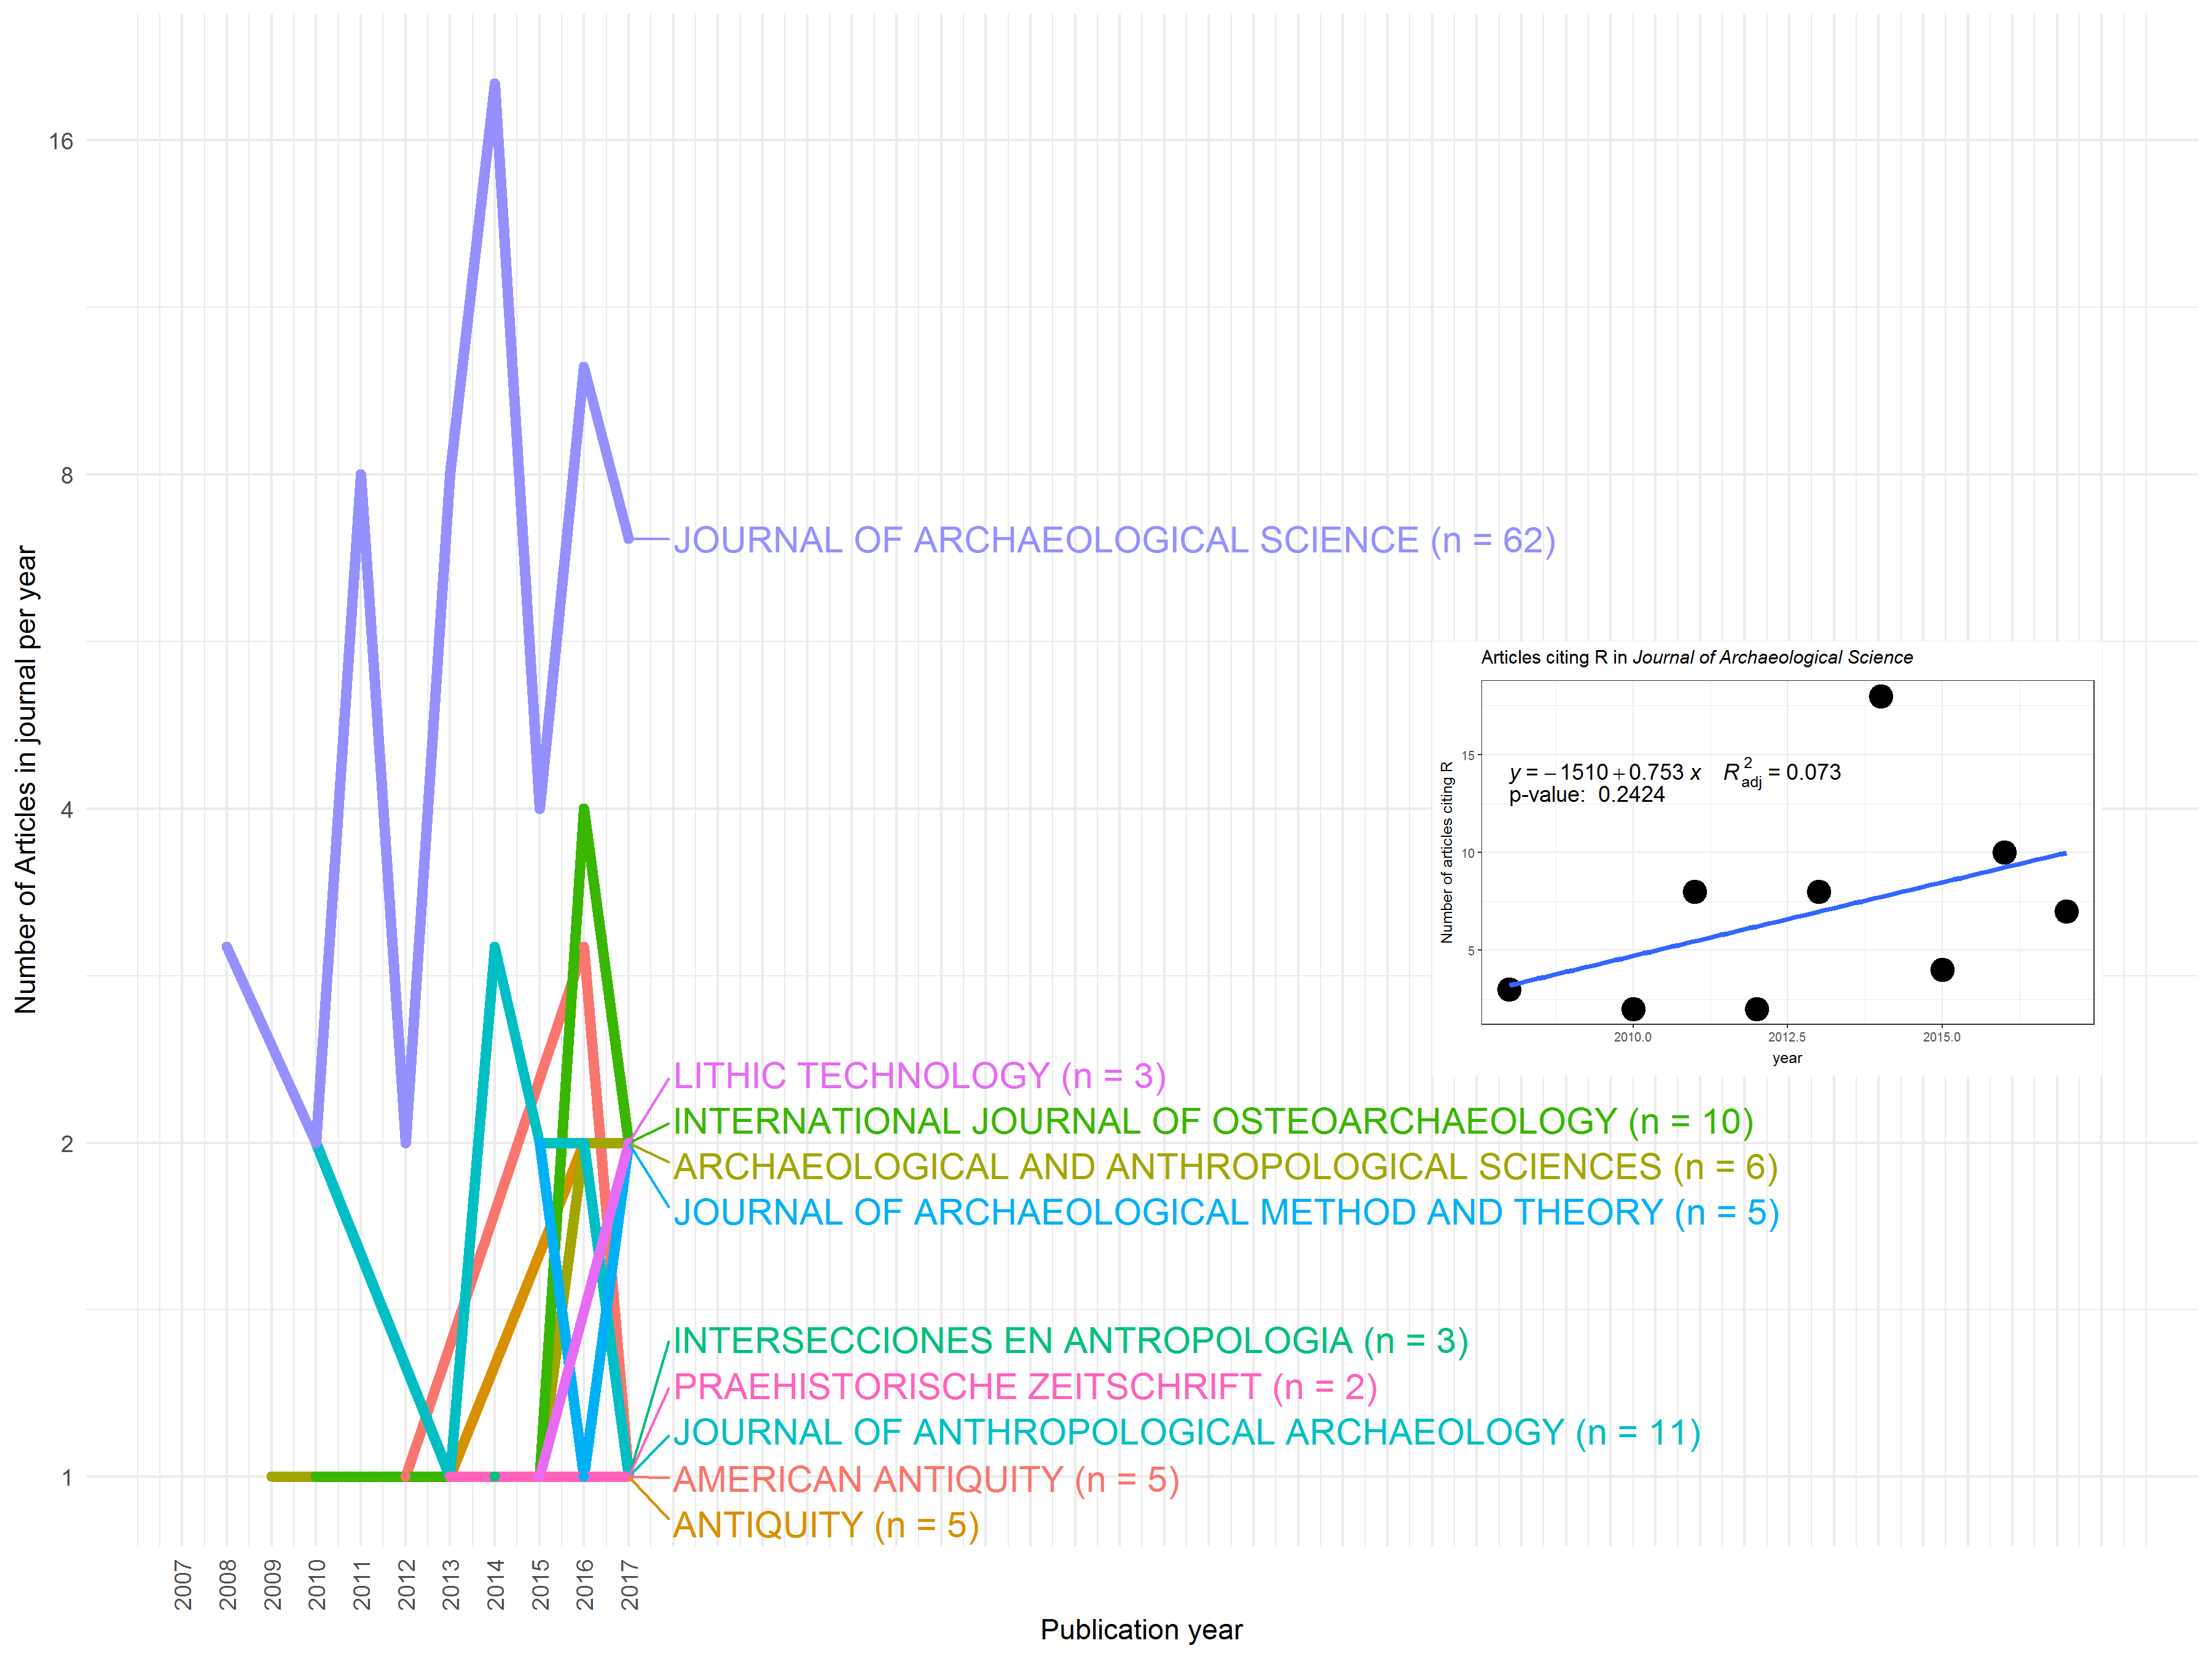 Number of Articles in journal per year
16
8
4
2
1
JOURNAL OF ARCHAEOLOGICAL SCIENCE (n = 62)
Articles citing R in Journal of Archaeological Science
Number of articles citing R
15
10
5
y = −1510 + 0.753 x R²adj = 0.073
p-value: 0.2424
2010.0 2012.5 2015.0
year
LITHIC TECHNOLOGY (n = 3)
INTERNATIONAL JOURNAL OF OSTEOARCHAEOLOGY (n = 10)
ARCHAEOLOGICAL AND ANTHROPOLOGICAL SCIENCES (n = 6)
JOURNAL OF ARCHAEOLOGICAL METHOD AND THEORY (n = 5)
INTERSECCIONES EN ANTROPOLOGIA (n = 3)
PRAEHISTORISCHE ZEITSCHRIFT (n = 2)
JOURNAL OF ANTHROPOLOGICAL ARCHAEOLOGY (n = 11)
AMERICAN ANTIQUITY (n = 5)
ANTIQUITY (n = 5)
2007 2008 2009 2010 2011 2012 2013 2014 2015 2016 2017
Publication year